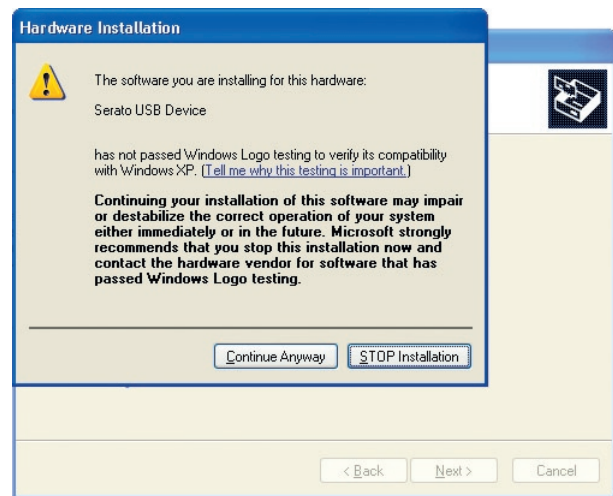 Hardware Installation
The software you are installing for this hardware:
Serato USB Device
has not passed Windows Logo testing to verify its compatibility
with Windows XP. (Tell me why this testing is important.)
Continuing your installation of this software may impair
or destabilize the correct operation of your system
either immediately or in the future. Microsoft strongly
recommends that you stop this installation now and
contact the hardware vendor for software that has
passed Windows Logo testing.
Continue Anyway
STOP Installation
< Back
Next >
Cancel